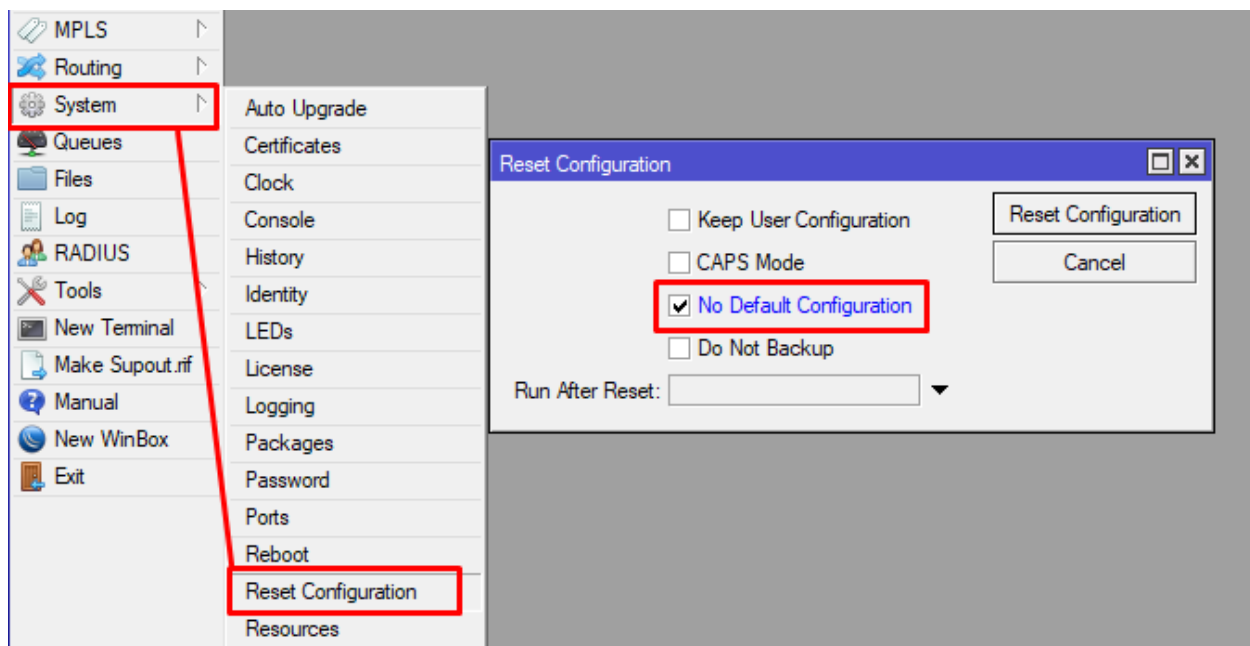 MPLS
Routing
System
Queues
Files
Log
RADIUS
Tools
New Terminal
Make Supout.rif
Manual
New WinBox
Exit
Auto Upgrade
Certificates
Clock
Console
History
Identity
LEDs
License
Logging
Packages
Password
Ports
Reboot
Reset Configuration
Resources
Reset Configuration
Keep User Configuration
CAPS Mode
No Default Configuration
Do Not Backup
Run After Reset:
Reset Configuration
Cancel